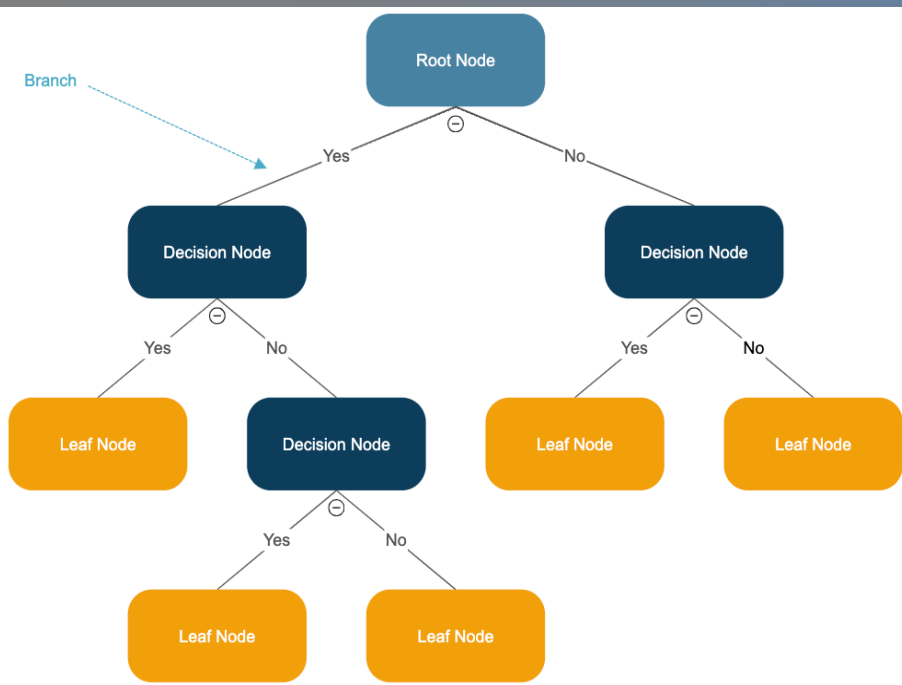 Root Node
Branch
Yes
No
Decision Node
Decision Node
Yes
No
Yes
No
Leaf Node
Decision Node
Leaf Node
Leaf Node
Yes
No
Leaf Node
Leaf Node